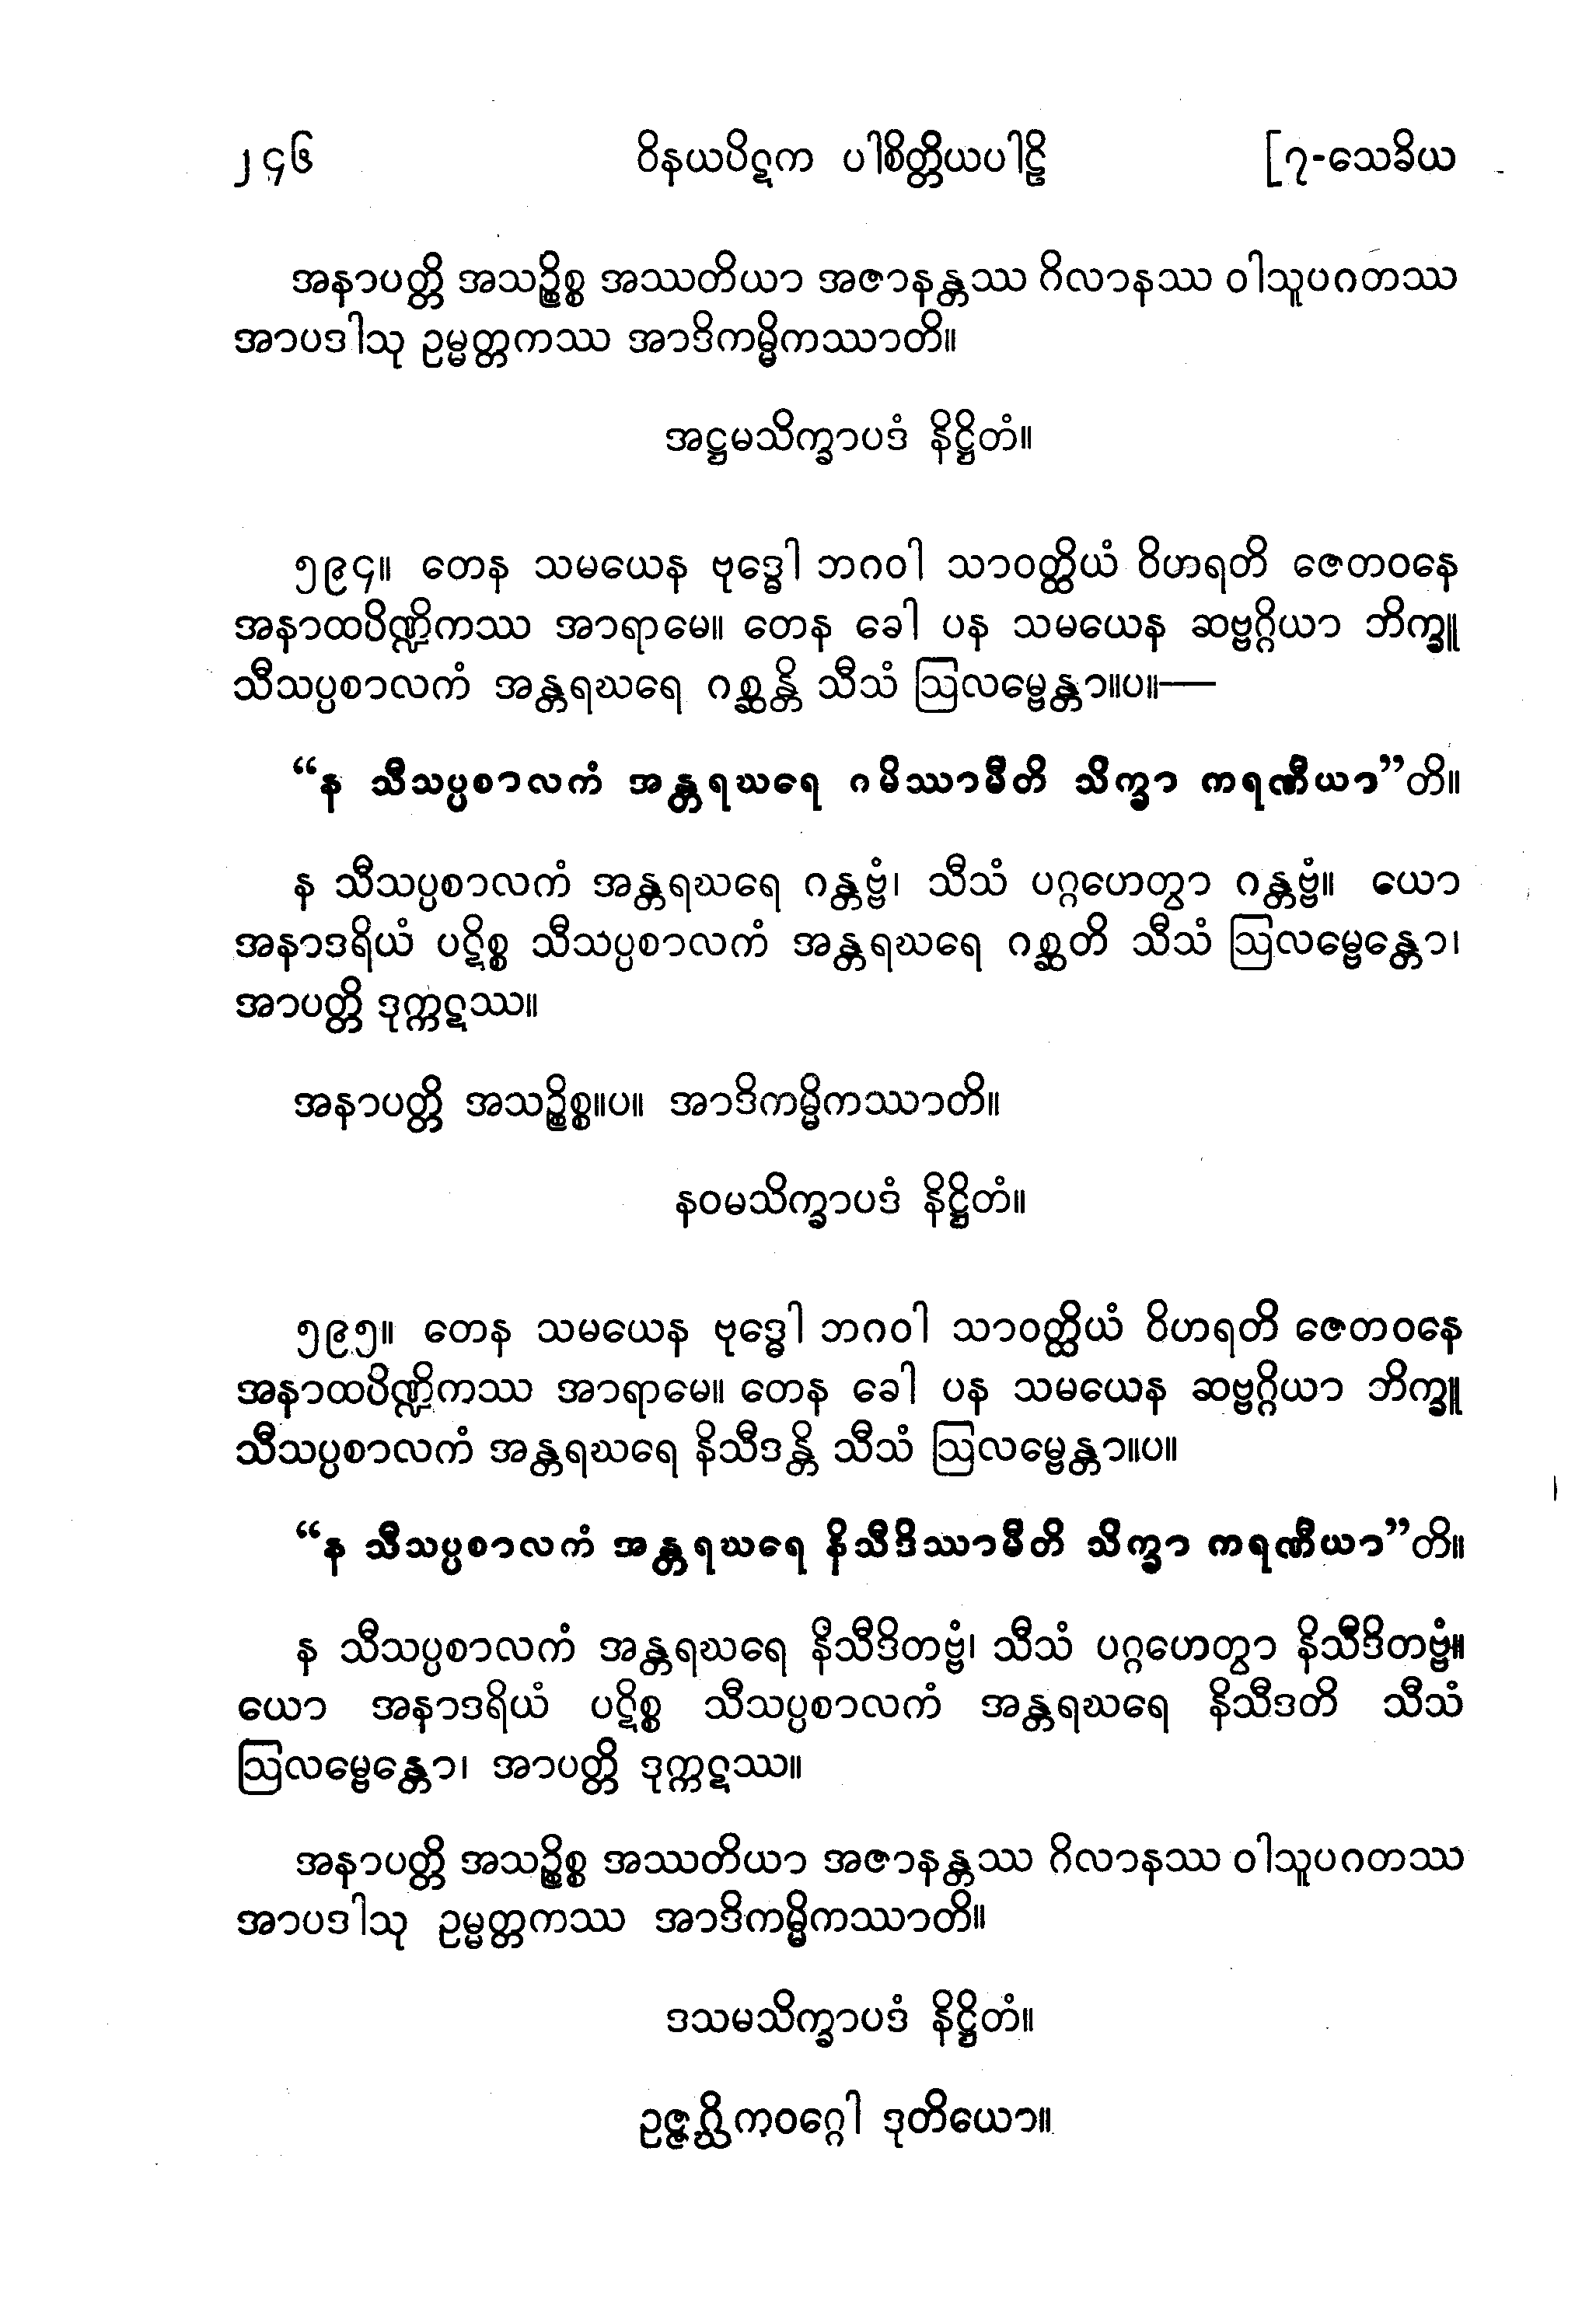 ၂၄၆ ဝိနယပိဋက ပါစိတ္တိယပါဠိ [၇-သေခိယ
အနာပတ္တိ အသဉ္စိစ္စ အဿတိယာ အဇာနန္တဿ ဂိလာနဿ ဝါသူပဂတဿ
အာပဒါသု ဥမ္မတ္တကဿ အာဒိကမ္မိကဿာတိ။
အဋ္ဌမသိက္ခာပဒံ နိဋ္ဌိတံ။
၅၉၄။ တေန သမယေန ဗုဒ္ဓေါ ဘဂဝါ သာဝတ္ထိယံ ဝိဟရတိ ဇေတဝနေ
အနာထပိဏ္ဍိကဿ အာရာမေ။ တေန ခေါ ပန သမယေန ဆဗ္ဗဂ္ဂိယာ ဘိက္ခူ
သီသပ္ပစာလကံ အန္တရဃရေ ဂစ္ဆန္တိ သီသံ ဩလမ္ဗေန္တာ။ပ။—
“န သီသပ္ပစာလကံ အန္တရဃရေ ဂမိဿာမီတိ သိက္ခာ ကရဏီယာ”တိ။
န သီသပ္ပစာလကံ အန္တရဃရေ ဂန္တဗ္ဗံ၊ သီသံ ပဂ္ဂဟေတွာ ဂန္တဗ္ဗံ။ ယော
အနာဒရိယံ ပဋိစ္စ သီသပ္ပစာလကံ အန္တရဃရေ ဂစ္ဆတိ သီသံ ဩလမ္ဗေန္တော၊
အာပတ္တိ ဒုက္ကဋဿ။
အနာပတ္တိ အသဉ္စိစ္စ။ပ။ အာဒိကမ္မိကဿာတိ။
နဝမသိက္ခာပဒံ နိဋ္ဌိတံ။
၅၉၅။ တေန သမယေန ဗုဒ္ဓေါ ဘဂဝါ သာဝတ္ထိယံ ဝိဟရတိ ဇေတဝနေ
အနာထပိဏ္ဍိကဿ အာရာမေ။ တေန ခေါ ပန သမယေန ဆဗ္ဗဂ္ဂိယာ ဘိက္ခူ
သီသပ္ပစာလကံ အန္တရဃရေ နိသီဒန္တိ သီသံ ဩလမ္ဗေန္တာ။ပ။
“န သီသပ္ပစာလကံ အန္တရဃရေ နိသီဒိဿာမီတိ သိက္ခာ ကရဏီယာ”တိ။
န သီသပ္ပစာလကံ အန္တရဃရေ နိသီဒိတဗ္ဗံ၊ သီသံ ပဂ္ဂဟေတွာ နိသီဒိတဗ္ဗံ။
ယော အနာဒရိယံ ပဋိစ္စ သီသပ္ပစာလကံ အန္တရဃရေ နိသီဒတိ သီသံ
ဩလမ္ဗေန္တော၊ အာပတ္တိ ဒုက္ကဋဿ။
အနာပတ္တိ အသဉ္စိစ္စ အဿတိယာ အဇာနန္တဿ ဂိလာနဿ ဝါသူပဂတဿ
အာပဒါသု ဥမ္မတ္တကဿ အာဒိကမ္မိကဿာတိ။
ဒသမသိက္ခာပဒံ နိဋ္ဌိတံ။
ဥဇ္ဇဂ္ဃိကဝဂ္ဂေါ ဒုတိယော။